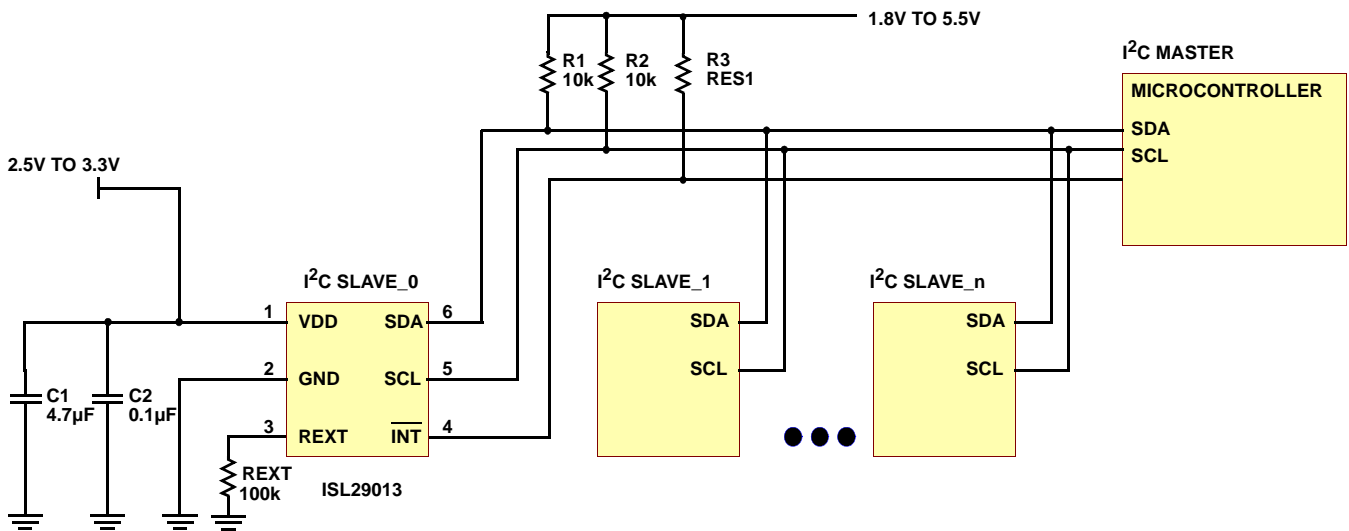 1.8V TO 5.5V
R1
10k
R2
10k
R3
RES1
I²C MASTER
MICROCONTROLLER
SDA
SCL
2.5V TO 3.3V
I²C SLAVE_0
1
VDD
SDA
6
2
GND
SCL
5
3
REXT
INT
4
C1
4.7µF
C2
0.1µF
REXT
100k
ISL29013
I²C SLAVE_1
SDA
SCL
I²C SLAVE_n
SDA
SCL